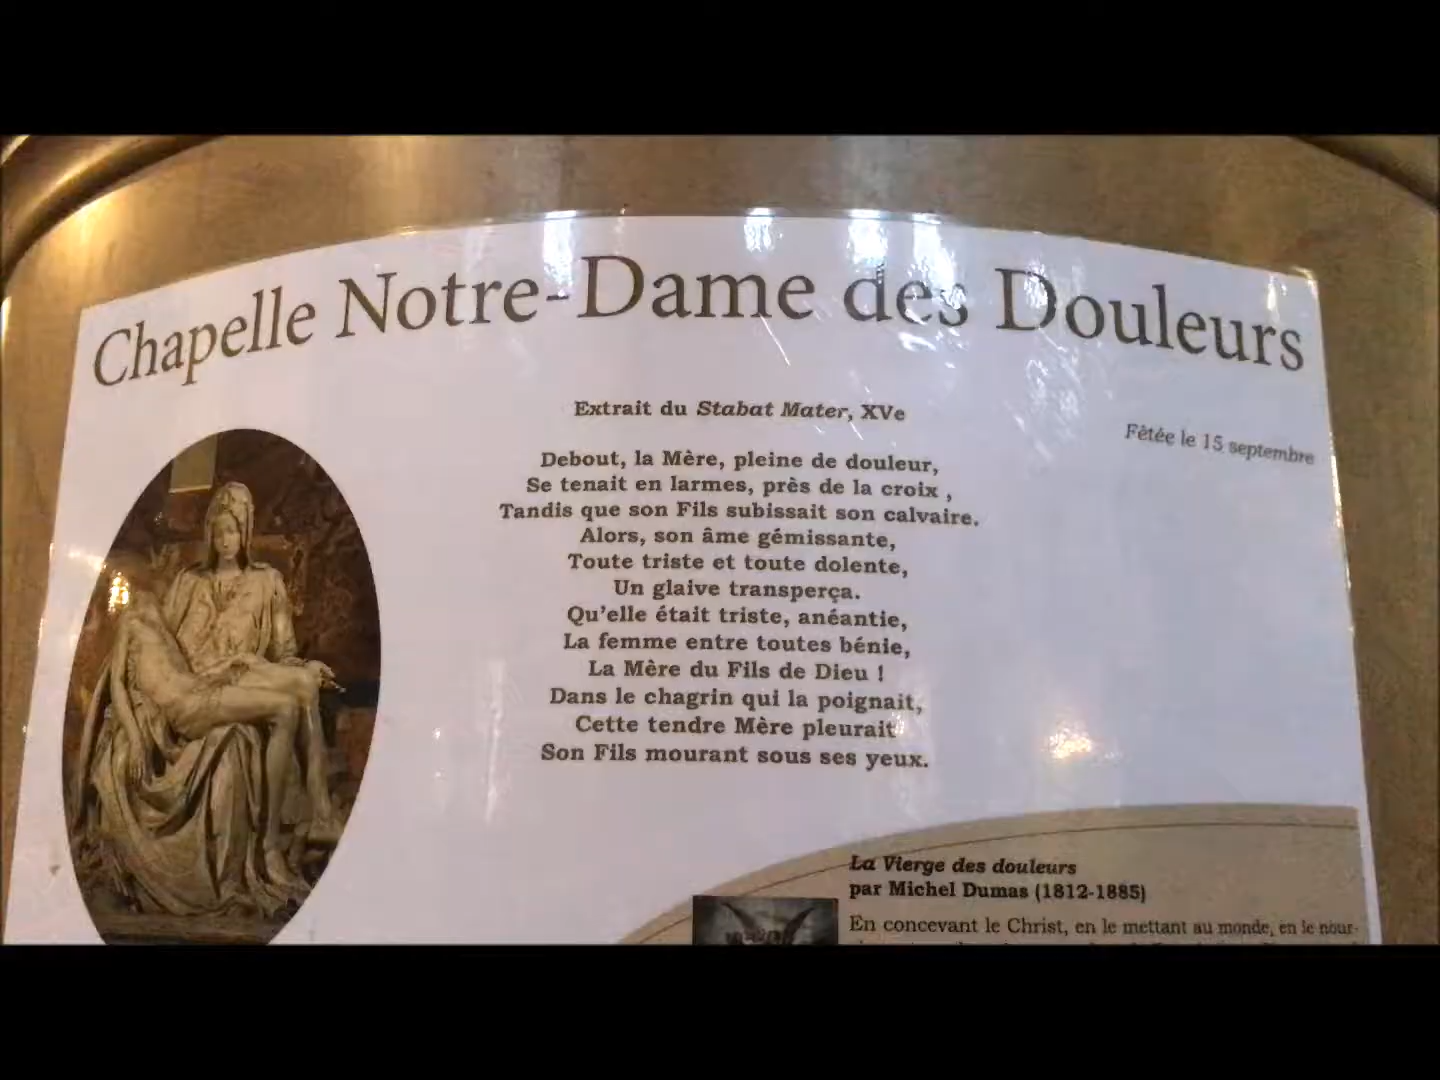 Chapelle Notre-Dame des Douleurs
Extrait du Stabat Mater, XVe
Fêtée le 15 septembre
Debout, la Mère, pleine de douleur,
Se tenait en larmes, près de la croix ,
Tandis que son Fils subissait son calvaire.
Alors, son âme gémissante,
Toute triste et toute dolente,
Un glaive transperça.
Qu'elle était triste, anéantie,
La femme entre toutes bénie,
La Mère du Fils de Dieu !
Dans le chagrin qui la poignait,
Cette tendre Mère pleurait
Son Fils mourant sous ses yeux.
La Vierge des douleurs
par Michel Dumas (1812-1885)
En concevant le Christ, en le mettant au monde, en le nour-